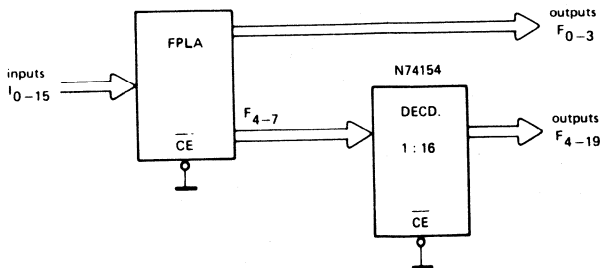 outputs
F0–3
FPLA
inputs
I0–15
N74154
F4–7
DECD.
1 : 16
outputs
F4–19
CE
CE